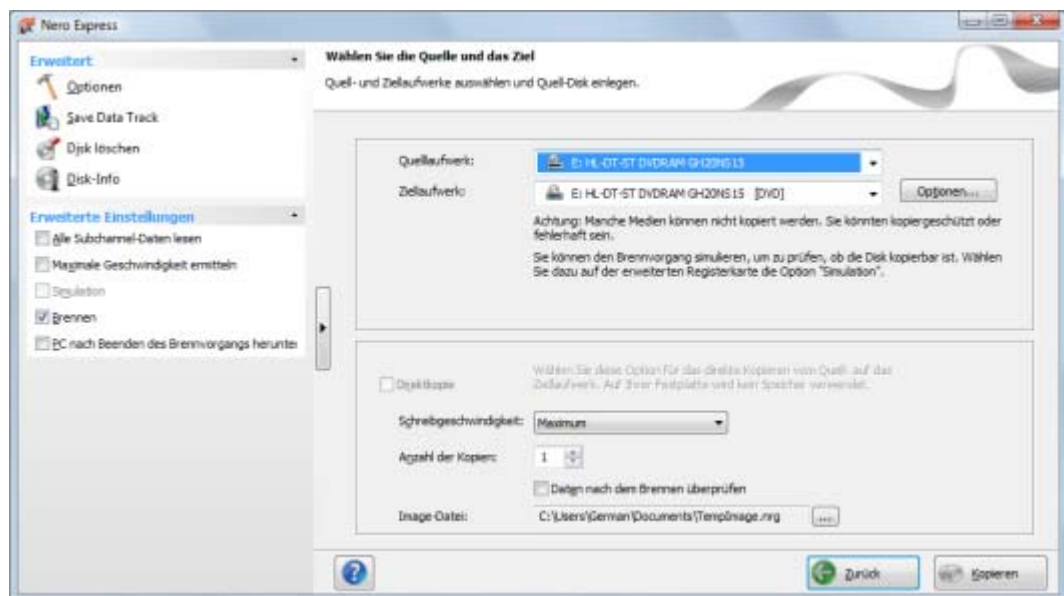 Nero Express
Erweitert
Optionen
Save Data Track
Disk löschen
Disk-Info
Erweiterte Einstellungen
Alle Subchannel-Daten lesen
Maximale Geschwindigkeit ermitteln
Simulation
Brennen
PC nach Beenden des Brennvorgangs herunter
Wählen Sie die Quelle und das Ziel
Quell- und Ziellaufwerke auswählen und Quell-Disk einlegen.
Quelllaufwerk: E: HL-DT-ST DVDRAM GH20NS15
Ziellaufwerk: E: HL-DT-ST DVDRAM GH20NS15 [DVD] Optionen...
Achtung: Manche Medien können nicht kopiert werden. Sie könnten kopiergeschützt oder
fehlerhaft sein.
Sie können den Brennvorgang simulieren, um zu prüfen, ob die Disk kopierbar ist. Wählen
Sie dazu auf der erweiterten Registerkarte die Option "Simulation".
Wählen Sie diese Option für das direkte Kopieren vom Quell- auf das
Ziellaufwerk. Auf Ihrer Festplatte wird kein Speicher verwendet.
Schreibgeschwindigkeit: Maximum
Anzahl der Kopien: 1
Daten nach dem Brennen überprüfen
Image-Datei: C:\Users\German\Documents\TempImage.nrg ...
Zurück Kopieren